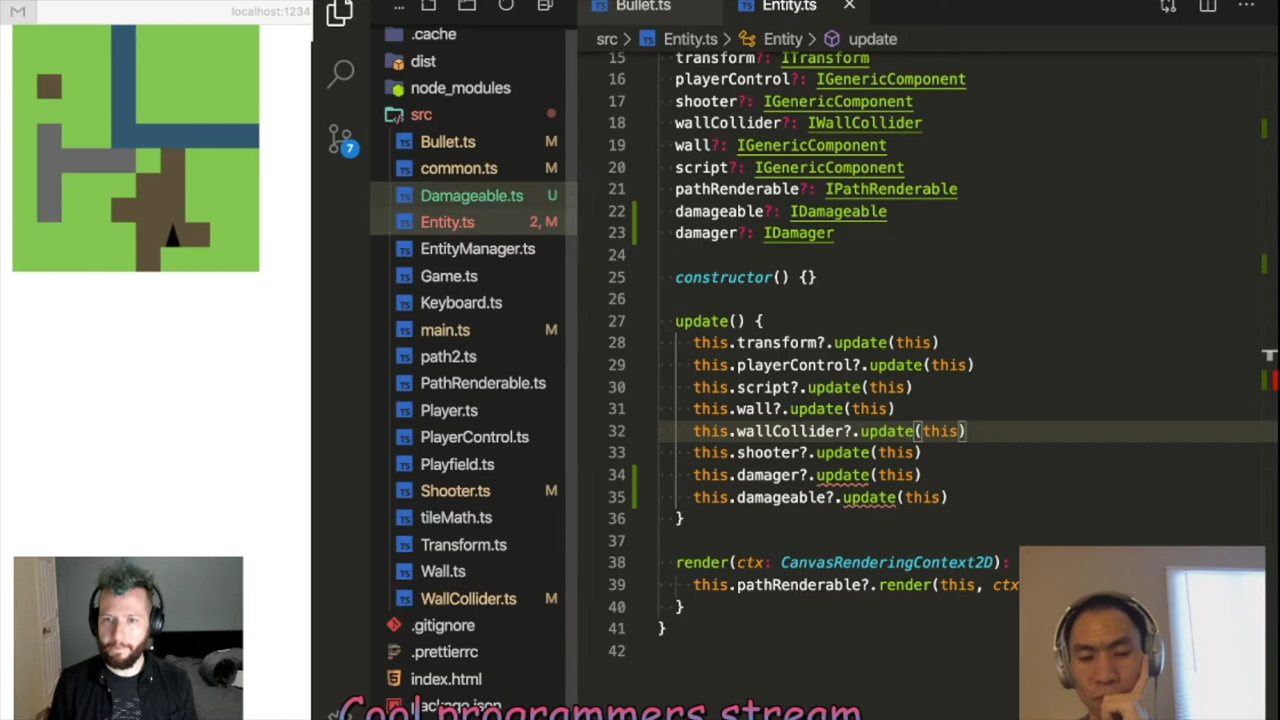 localhost:1234
...
Bullet.ts
Entity.ts
src > Entity.ts > Entity > update
.cache
dist
node_modules
src
Bullet.ts M
common.ts M
Damageable.ts U
Entity.ts 2, M
EntityManager.ts
Game.ts
Keyboard.ts
main.ts M
path2.ts
PathRenderable.ts
Player.ts
PlayerControl.ts
Playfield.ts
Shooter.ts M
tileMath.ts
Transform.ts
Wall.ts
WallCollider.ts M
.gitignore
.prettierrc
index.html
package.json
7
15 transform?: ITransform
16 playerControl?: IGenericComponent
17 shooter?: IGenericComponent
18 wallCollider?: IWallCollider
19 wall?: IGenericComponent
20 script?: IGenericComponent
21 pathRenderable?: IPathRenderable
22 damageable?: IDamageable
23 damager?: IDamager
24
25 constructor() {}
26
27 update() {
28 this.transform?.update(this)
29 this.playerControl?.update(this)
30 this.script?.update(this)
31 this.wall?.update(this)
32 this.wallCollider?.update(this)
33 this.shooter?.update(this)
34 this.damager?.update(this)
35 this.damageable?.update(this)
36 }
37
38 render(ctx: CanvasRenderingContext2D):
39 this.pathRenderable?.render(this, ctx
40 }
41 }
42
Cool programmers stream